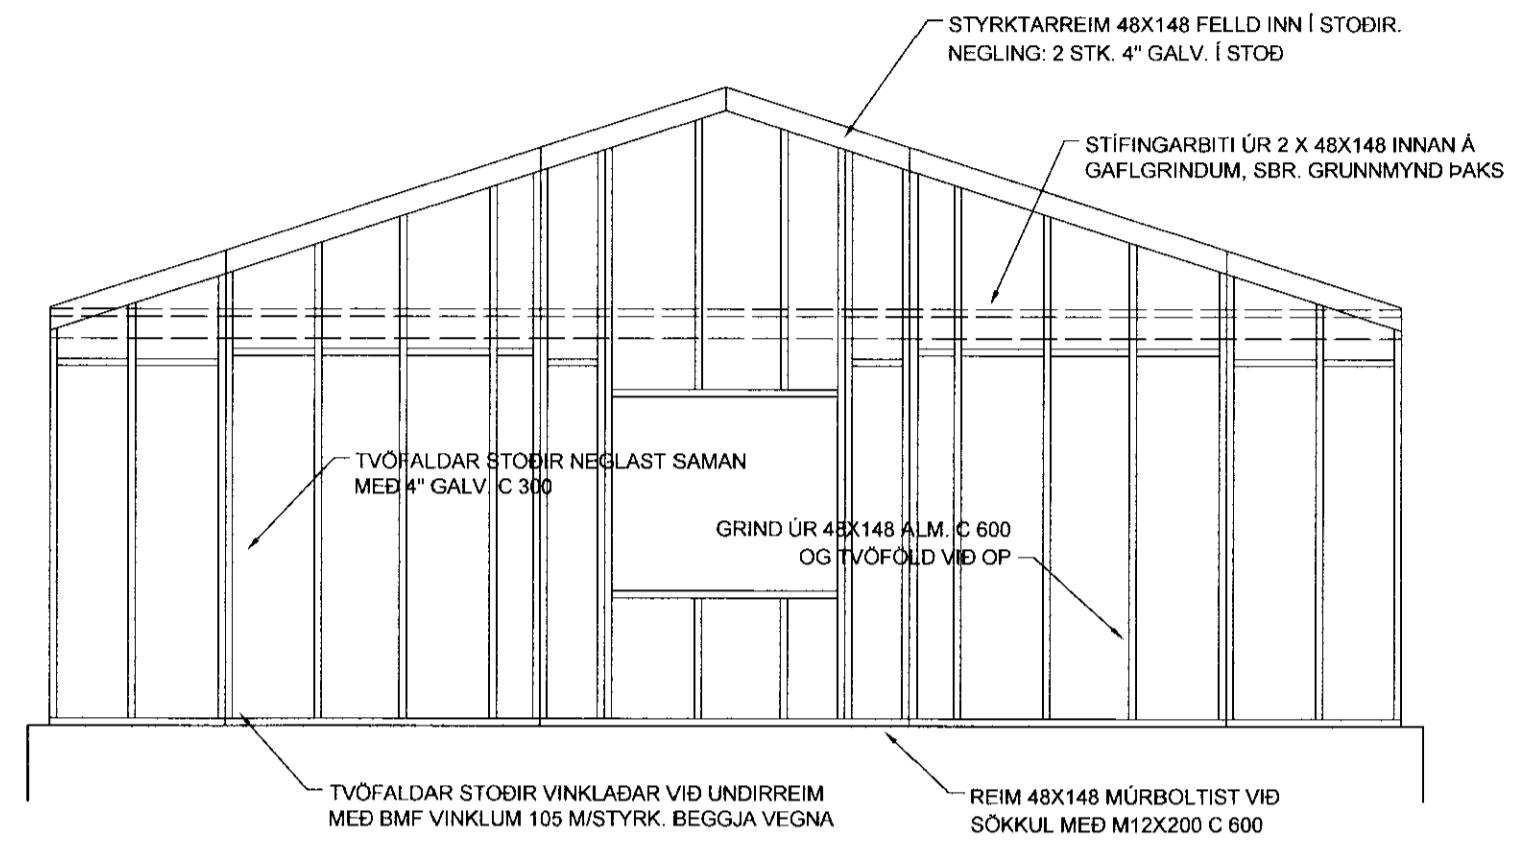 STYRKTARREIM 48X148 FELLD INN Í STOÐIR.
NEGLING: 2 STK. 4" GALV. Í STOÐ
STÍFINGARBITI ÚR 2 X 48X148 INNAN Á
GAFLGRINDUM, SBR. GRUNNMYND ÞAKS
TVÖFALDAR STOÐIR NEGLAST SAMAN
MEÐ 4" GALV. C 300
GRIND ÚR 48X148 ALM. C 600
OG TVÖFÖLD VIÐ OP
TVÖFALDAR STOÐIR VINKLAÐAR VIÐ UNDIRREIM
MEÐ BMF VINKLUM 105 M/STYRK. BEGGJA VEGNA
REIM 48X148 MÚRBOLTIST VIÐ
SÖKKUL MEÐ M12X200 C 600